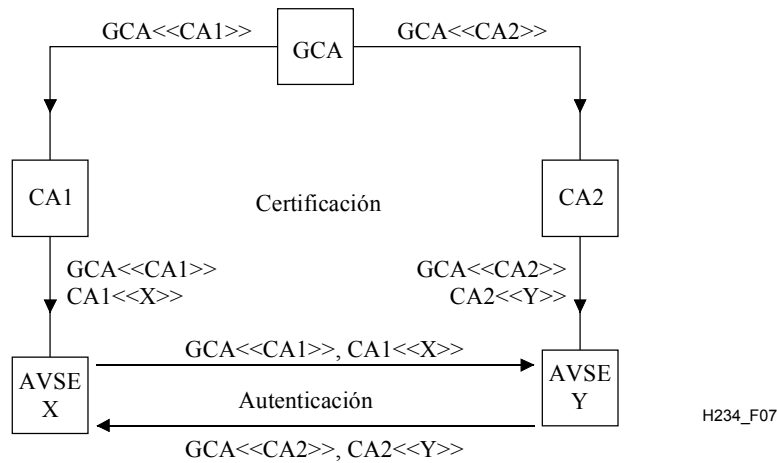 GCA<<CA1>>
GCA
GCA<<CA2>>
CA1
Certificación
CA2
GCA<<CA1>>
CA1<<X>>
GCA<<CA2>>
CA2<<Y>>
AVSE
X
GCA<<CA1>>, CA1<<X>>
AVSE
Y
Autenticación
GCA<<CA2>>, CA2<<Y>>
H234_F07